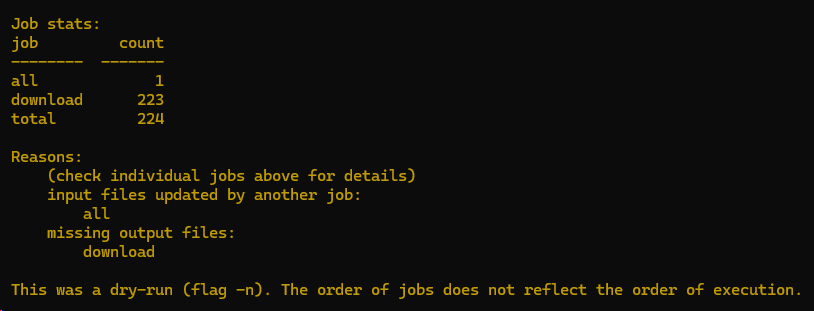 Job stats:
job         count
--------  -------
all             1
download      223
total         224
Reasons:
    (check individual jobs above for details)
    input files updated by another job:
        all
    missing output files:
        download
This was a dry-run (flag -n). The order of jobs does not reflect the order of execution.